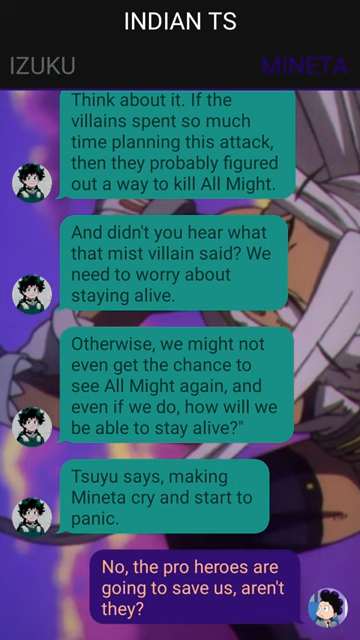 INDIAN TS
IZUKU
MINETA
Think about it. If the
villains spent so much
time planning this attack,
then they probably figured
out a way to kill All Might.
And didn't you hear what
that mist villain said? We
need to worry about
staying alive.
Otherwise, we might not
even get the chance to
see All Might again, and
even if we do, how will we
be able to stay alive?"
Tsuyu says, making
Mineta cry and start to
panic.
No, the pro heroes are
going to save us, aren't
they?